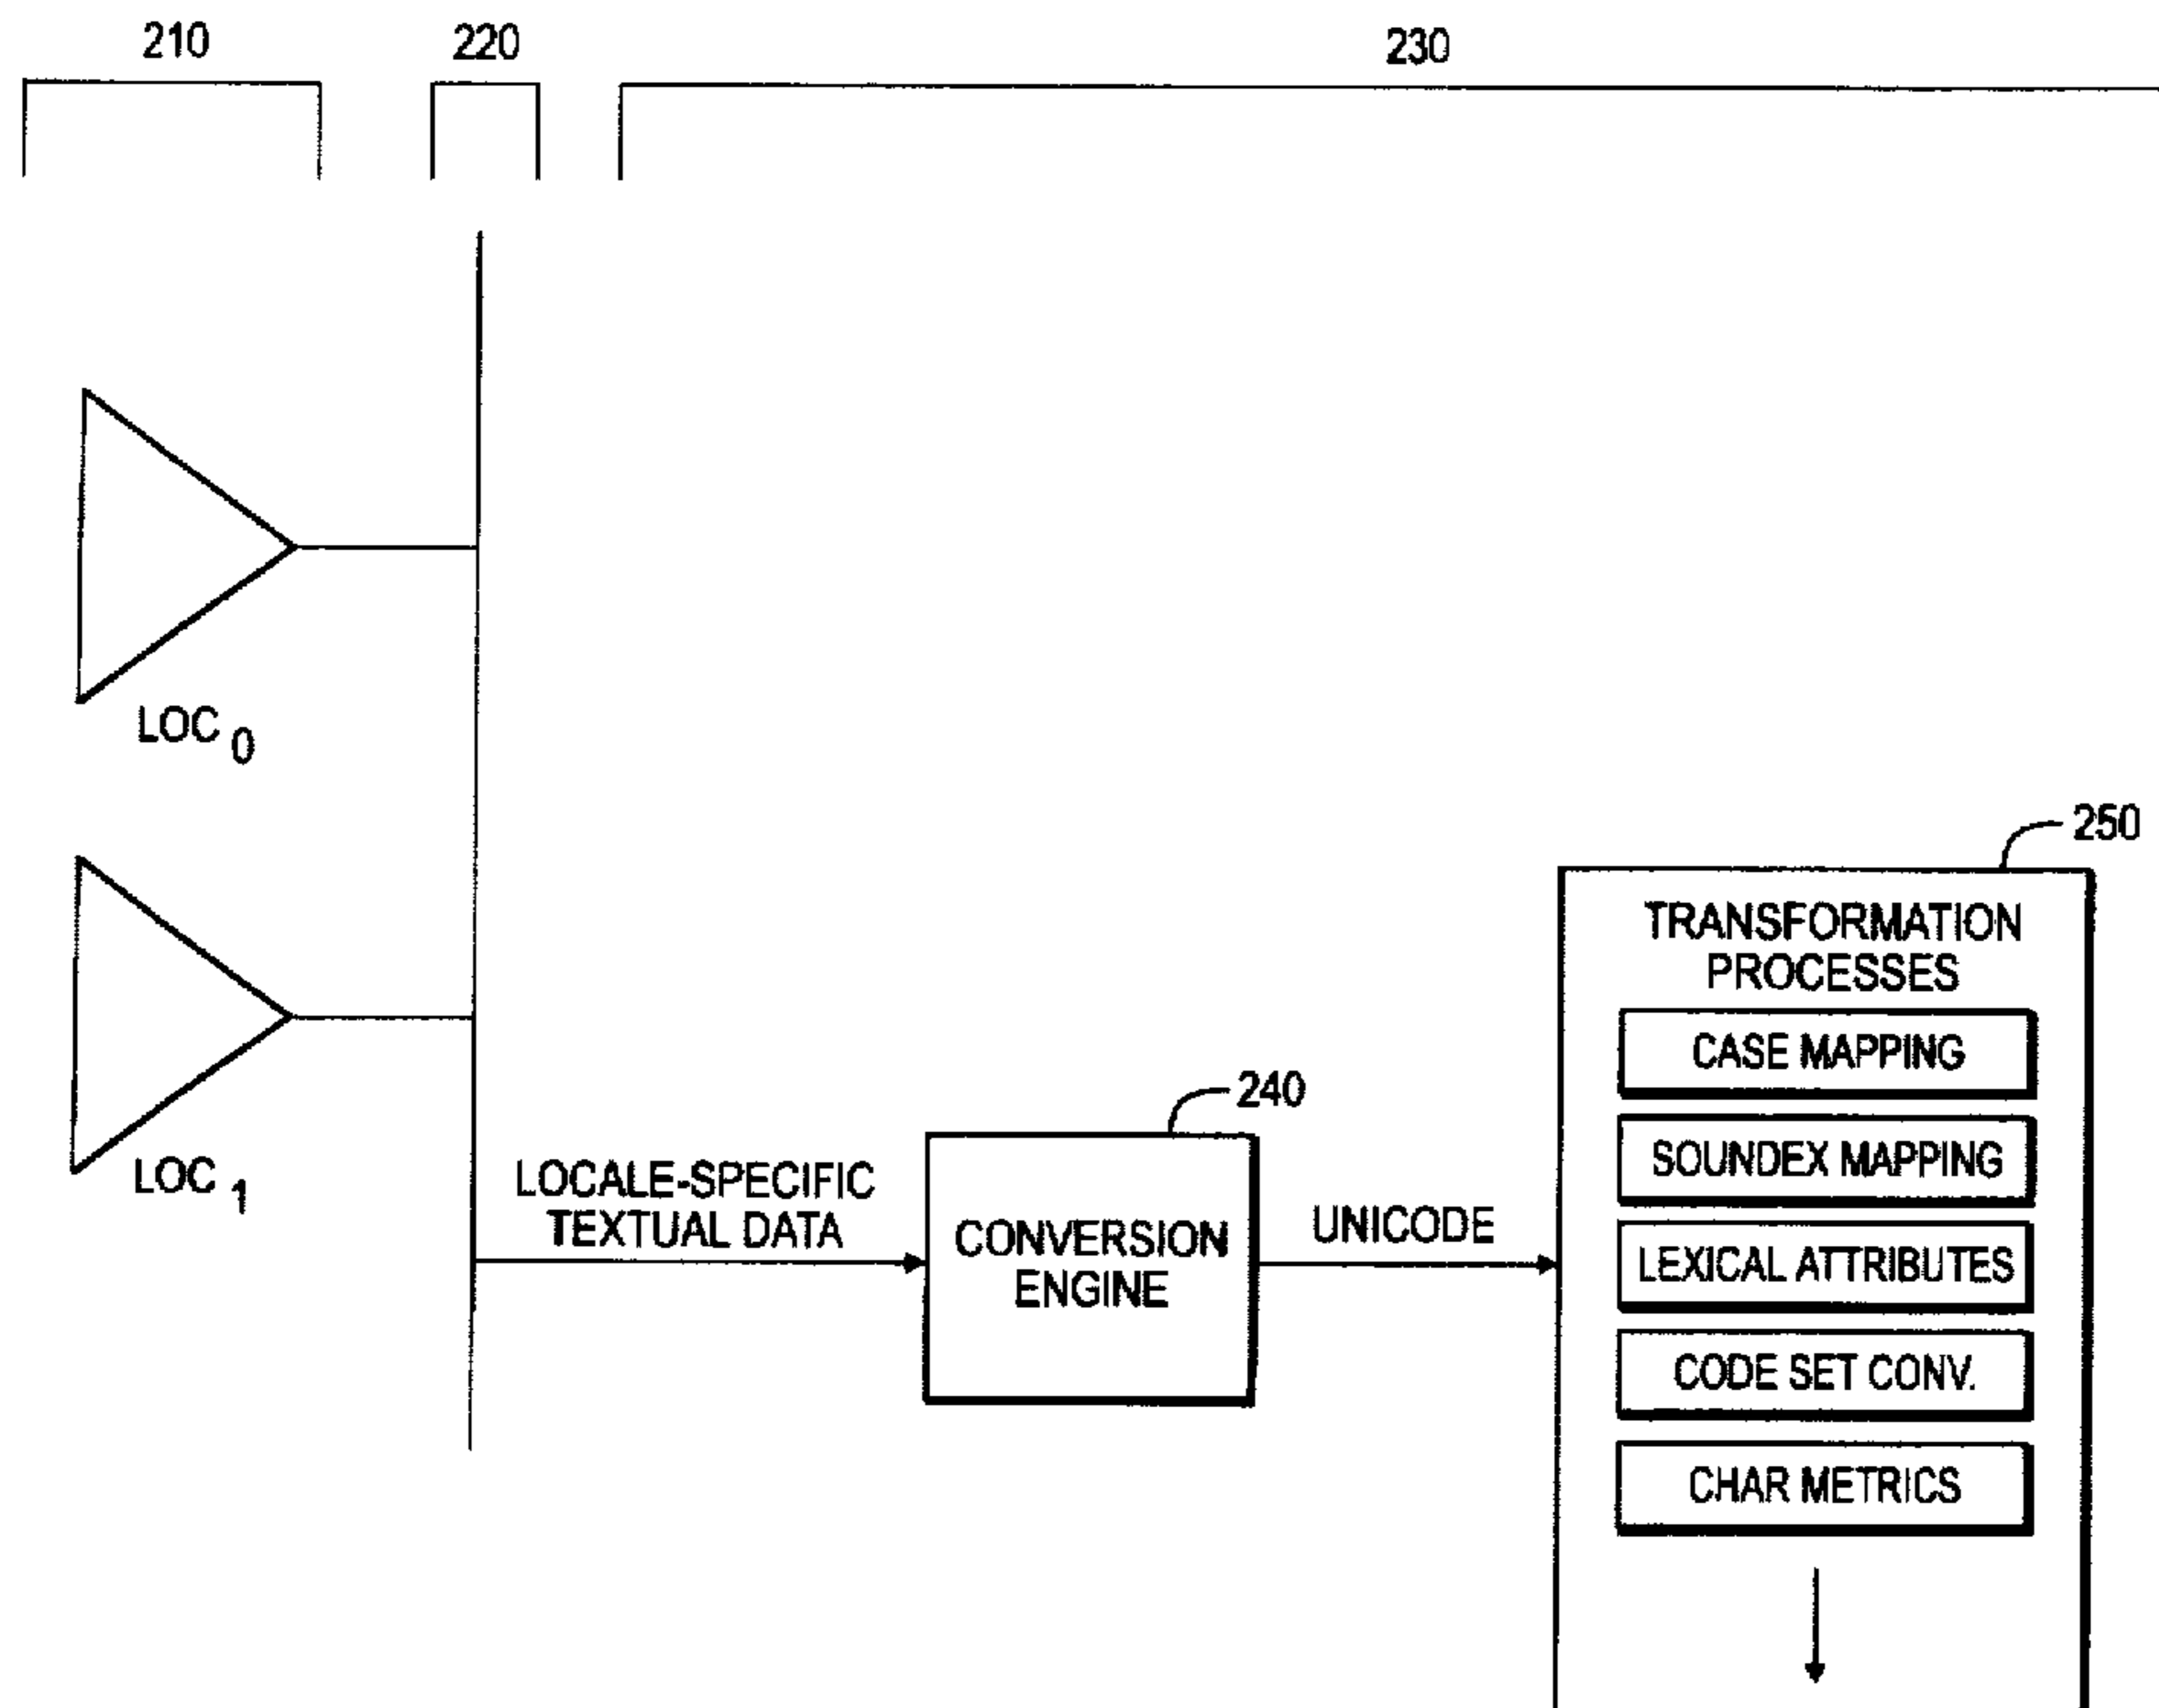 210
220
230
LOC 0
250
TRANSFORMATION
PROCESSES
CASE MAPPING
240
SOUNDEX MAPPING
LOC 1
LOCALE-SPECIFIC
TEXTUAL DATA
CONVERSION
ENGINE
UNICODE
LEXICAL ATTRIBUTES
CODE SET CONV.
CHAR METRICS